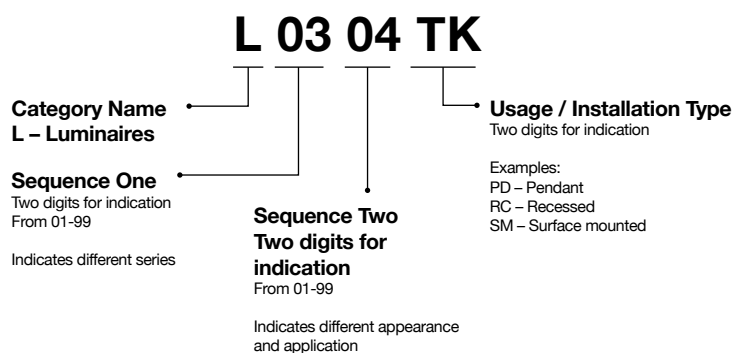 L 03 04 TK
Category Name
L – Luminaires
Sequence One
Two digits for indication
From 01-99
Indicates different series
Sequence Two
Two digits for
indication
From 01-99
Indicates different appearance
and application
Usage / Installation Type
Two digits for indication
Examples:
PD – Pendant
RC – Recessed
SM – Surface mounted